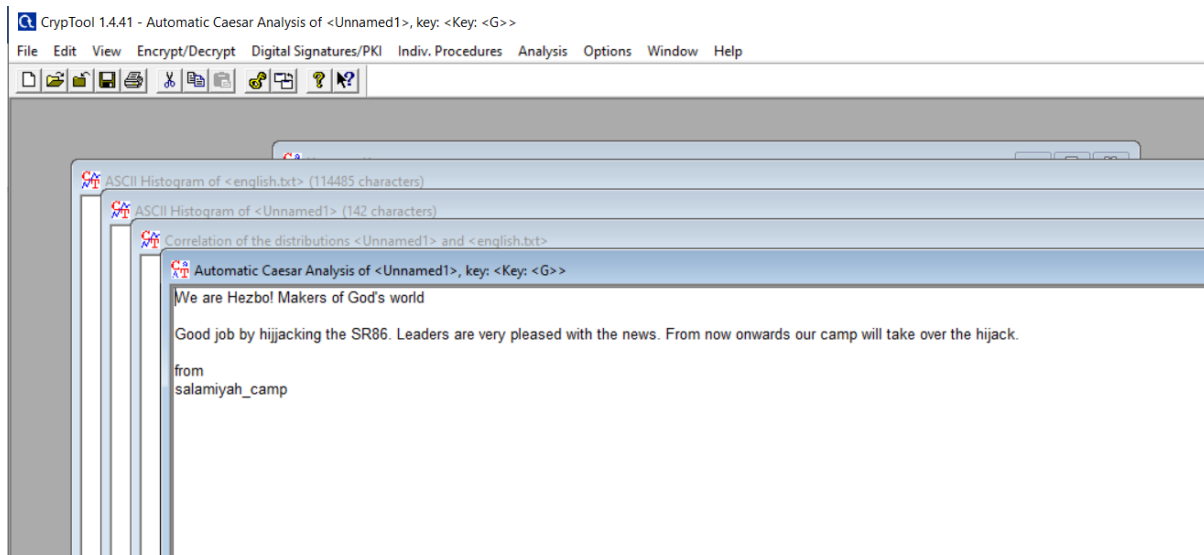 CrypTool 1.4.41 - Automatic Caesar Analysis of <Unnamed1>, key: <Key: <G>>
File Edit View Encrypt/Decrypt Digital Signatures/PKI Indiv. Procedures Analysis Options Window Help
ASCII Histogram of <english.txt> (114485 characters)
ASCII Histogram of <Unnamed1> (142 characters)
Correlation of the distributions <Unnamed1> and <english.txt>
Automatic Caesar Analysis of <Unnamed1>, key: <Key: <G>>
We are Hezbo! Makers of God's world
Good job by hijjacking the SR86. Leaders are very pleased with the news. From now onwards our camp will take over the hijack.
from
salamiyah_camp